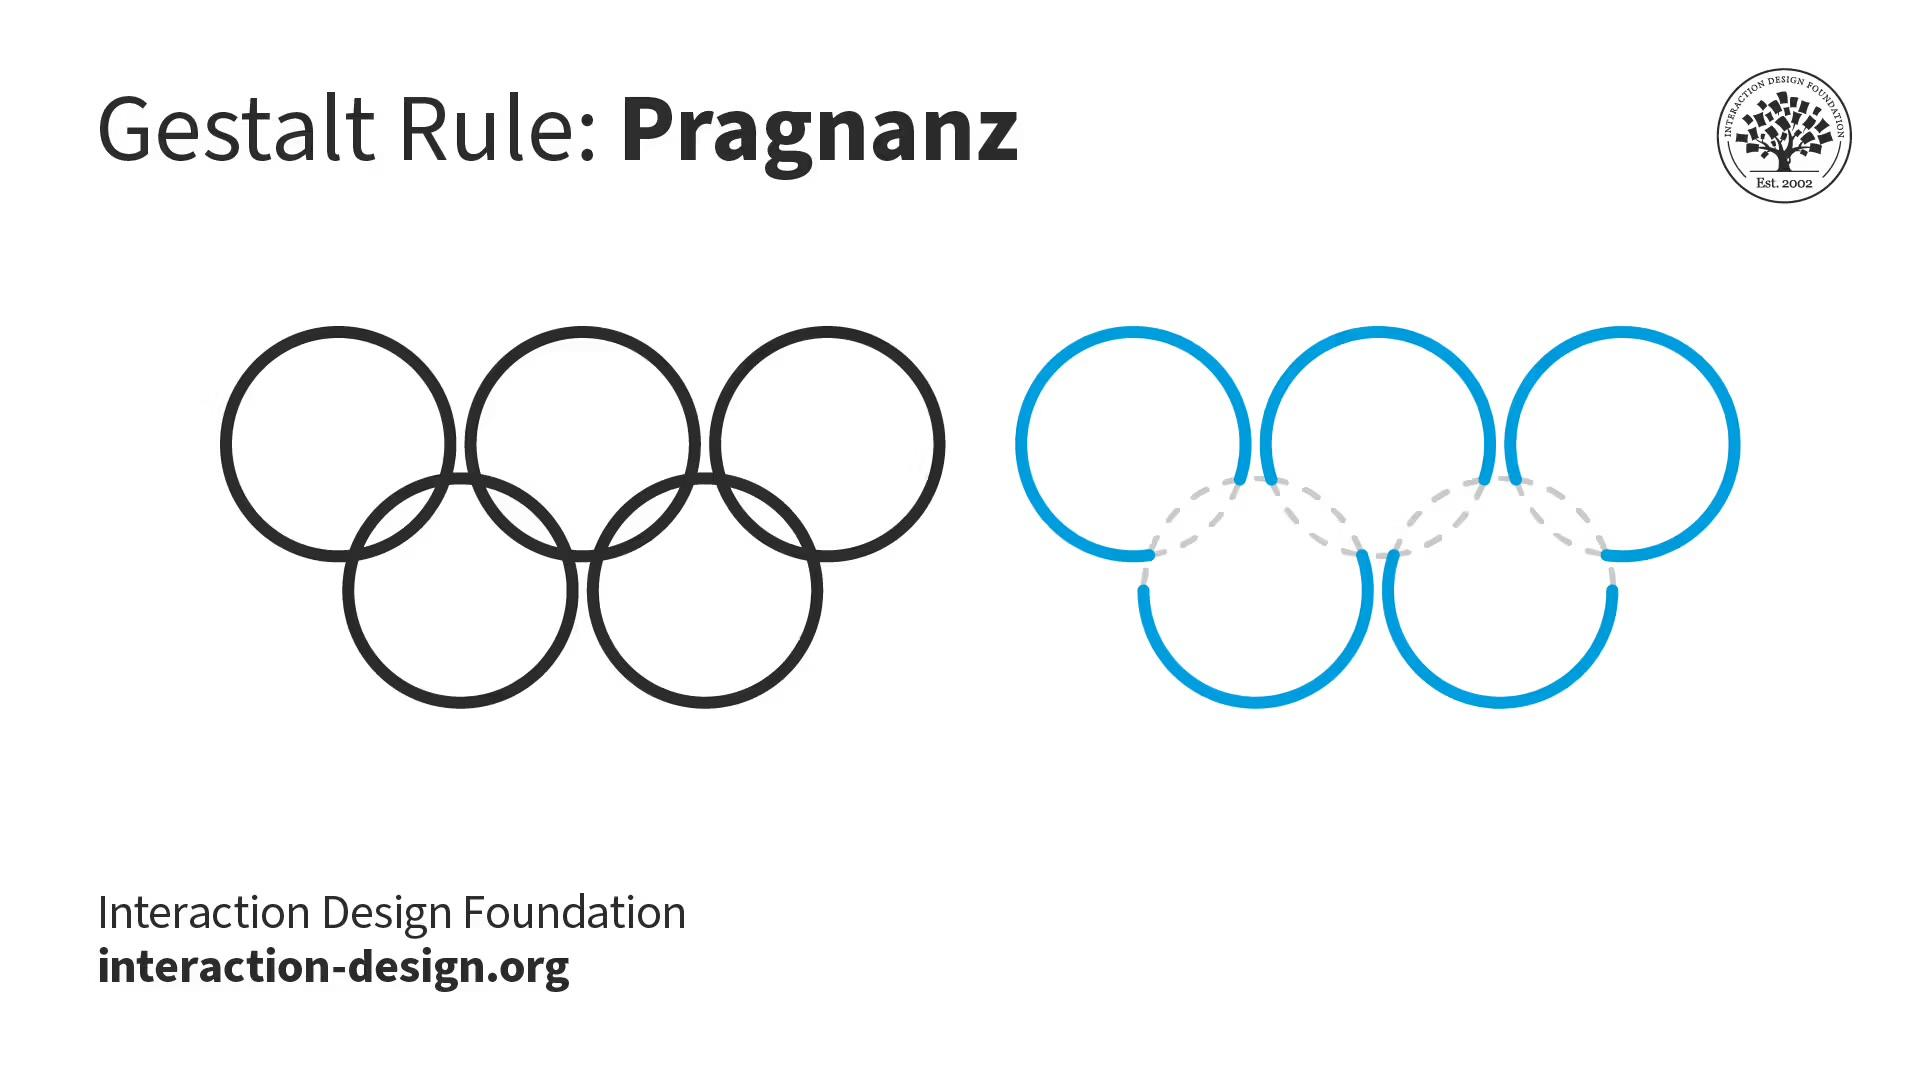 Gestalt Rule: Pragnanz
INTERACTION DESIGN FOUNDATION
Est. 2002
Interaction Design Foundation
interaction-design.org